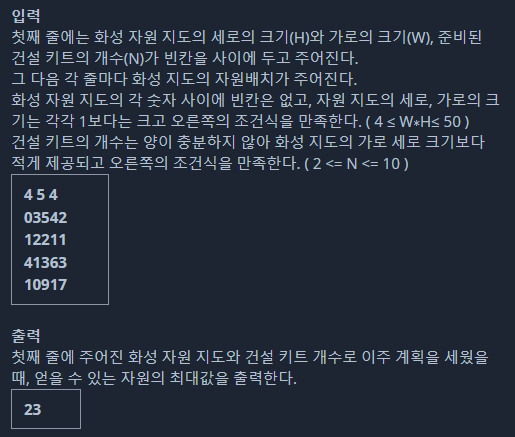 입력
첫째 줄에는 화성 자원 지도의 세로의 크기(H)와 가로의 크기(W), 준비된
건설 키트의 개수(N)가 빈칸을 사이에 두고 주어진다.
그 다음 각 줄마다 화성 지도의 자원배치가 주어진다.
화성 자원 지도의 각 숫자 사이에 빈칸은 없고, 자원 지도의 세로, 가로의 크
기는 각각 1보다는 크고 오른쪽의 조건식을 만족한다. ( 4 ≤ W*H≤ 50 )
건설 키트의 개수는 양이 충분하지 않아 화성 지도의 가로 세로 크기보다
적게 제공되고 오른쪽의 조건식을 만족한다. ( 2 <= N <= 10 )
4 5 4
03542
12211
41363
10917
출력
첫째 줄에 주어진 화성 자원 지도와 건설 키트 개수로 이주 계획을 세웠을
때, 얻을 수 있는 자원의 최대값을 출력한다.
23